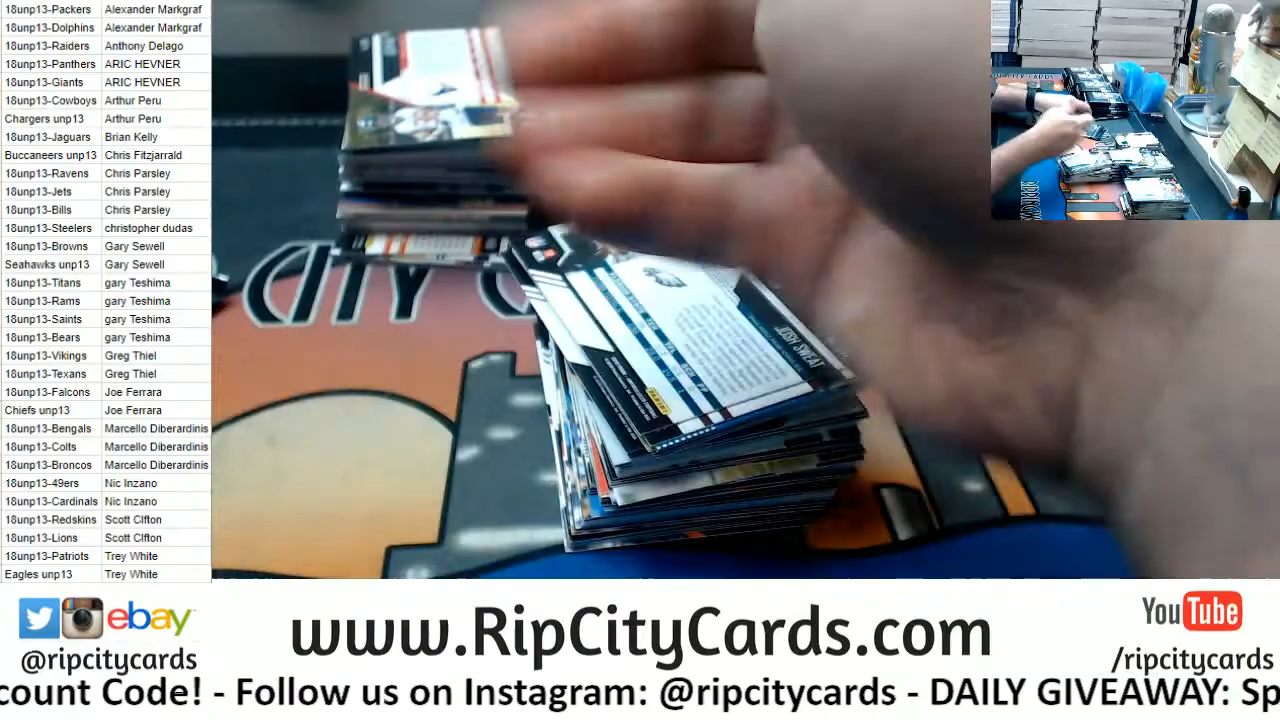 18unp13-Packers Alexander Markgraf
18unp13-Dolphins Alexander Markgraf
18unp13-Raiders Anthony Delago
18unp13-Panthers ARIC HEVNER
18unp13-Giants ARIC HEVNER
18unp13-Cowboys Arthur Peru
Chargers unp13 Arthur Peru
18unp13-Jaguars Brian Kelly
Buccaneers unp13 Chris Fitzjarrald
18unp13-Ravens Chris Parsley
18unp13-Jets Chris Parsley
18unp13-Bills Chris Parsley
18unp13-Steelers christopher dudas
18unp13-Browns Gary Sewell
Seahawks unp13 Gary Sewell
18unp13-Titans gary Teshima
18unp13-Rams gary Teshima
18unp13-Saints gary Teshima
18unp13-Bears gary Teshima
18unp13-Vikings Greg Thiel
18unp13-Texans Greg Thiel
18unp13-Falcons Joe Ferrara
Chiefs unp13 Joe Ferrara
18unp13-Bengals Marcello Diberardinis
18unp13-Colts Marcello Diberardinis
18unp13-Broncos Marcello Diberardinis
18unp13-49ers Nic Inzano
18unp13-Cardinals Nic Inzano
18unp13-Redskins Scott Clfton
18unp13-Lions Scott Clfton
18unp13-Patriots Trey White
Eagles unp13 Trey White
CITY CARDS
CITY C
JOSH SWEAT
PANINI
ebay
@ripcitycards
www.RipCityCards.com
YouTube
/ripcitycards
count Code! - Follow us on Instagram: @ripcitycards - DAILY GIVEAWAY: Sp